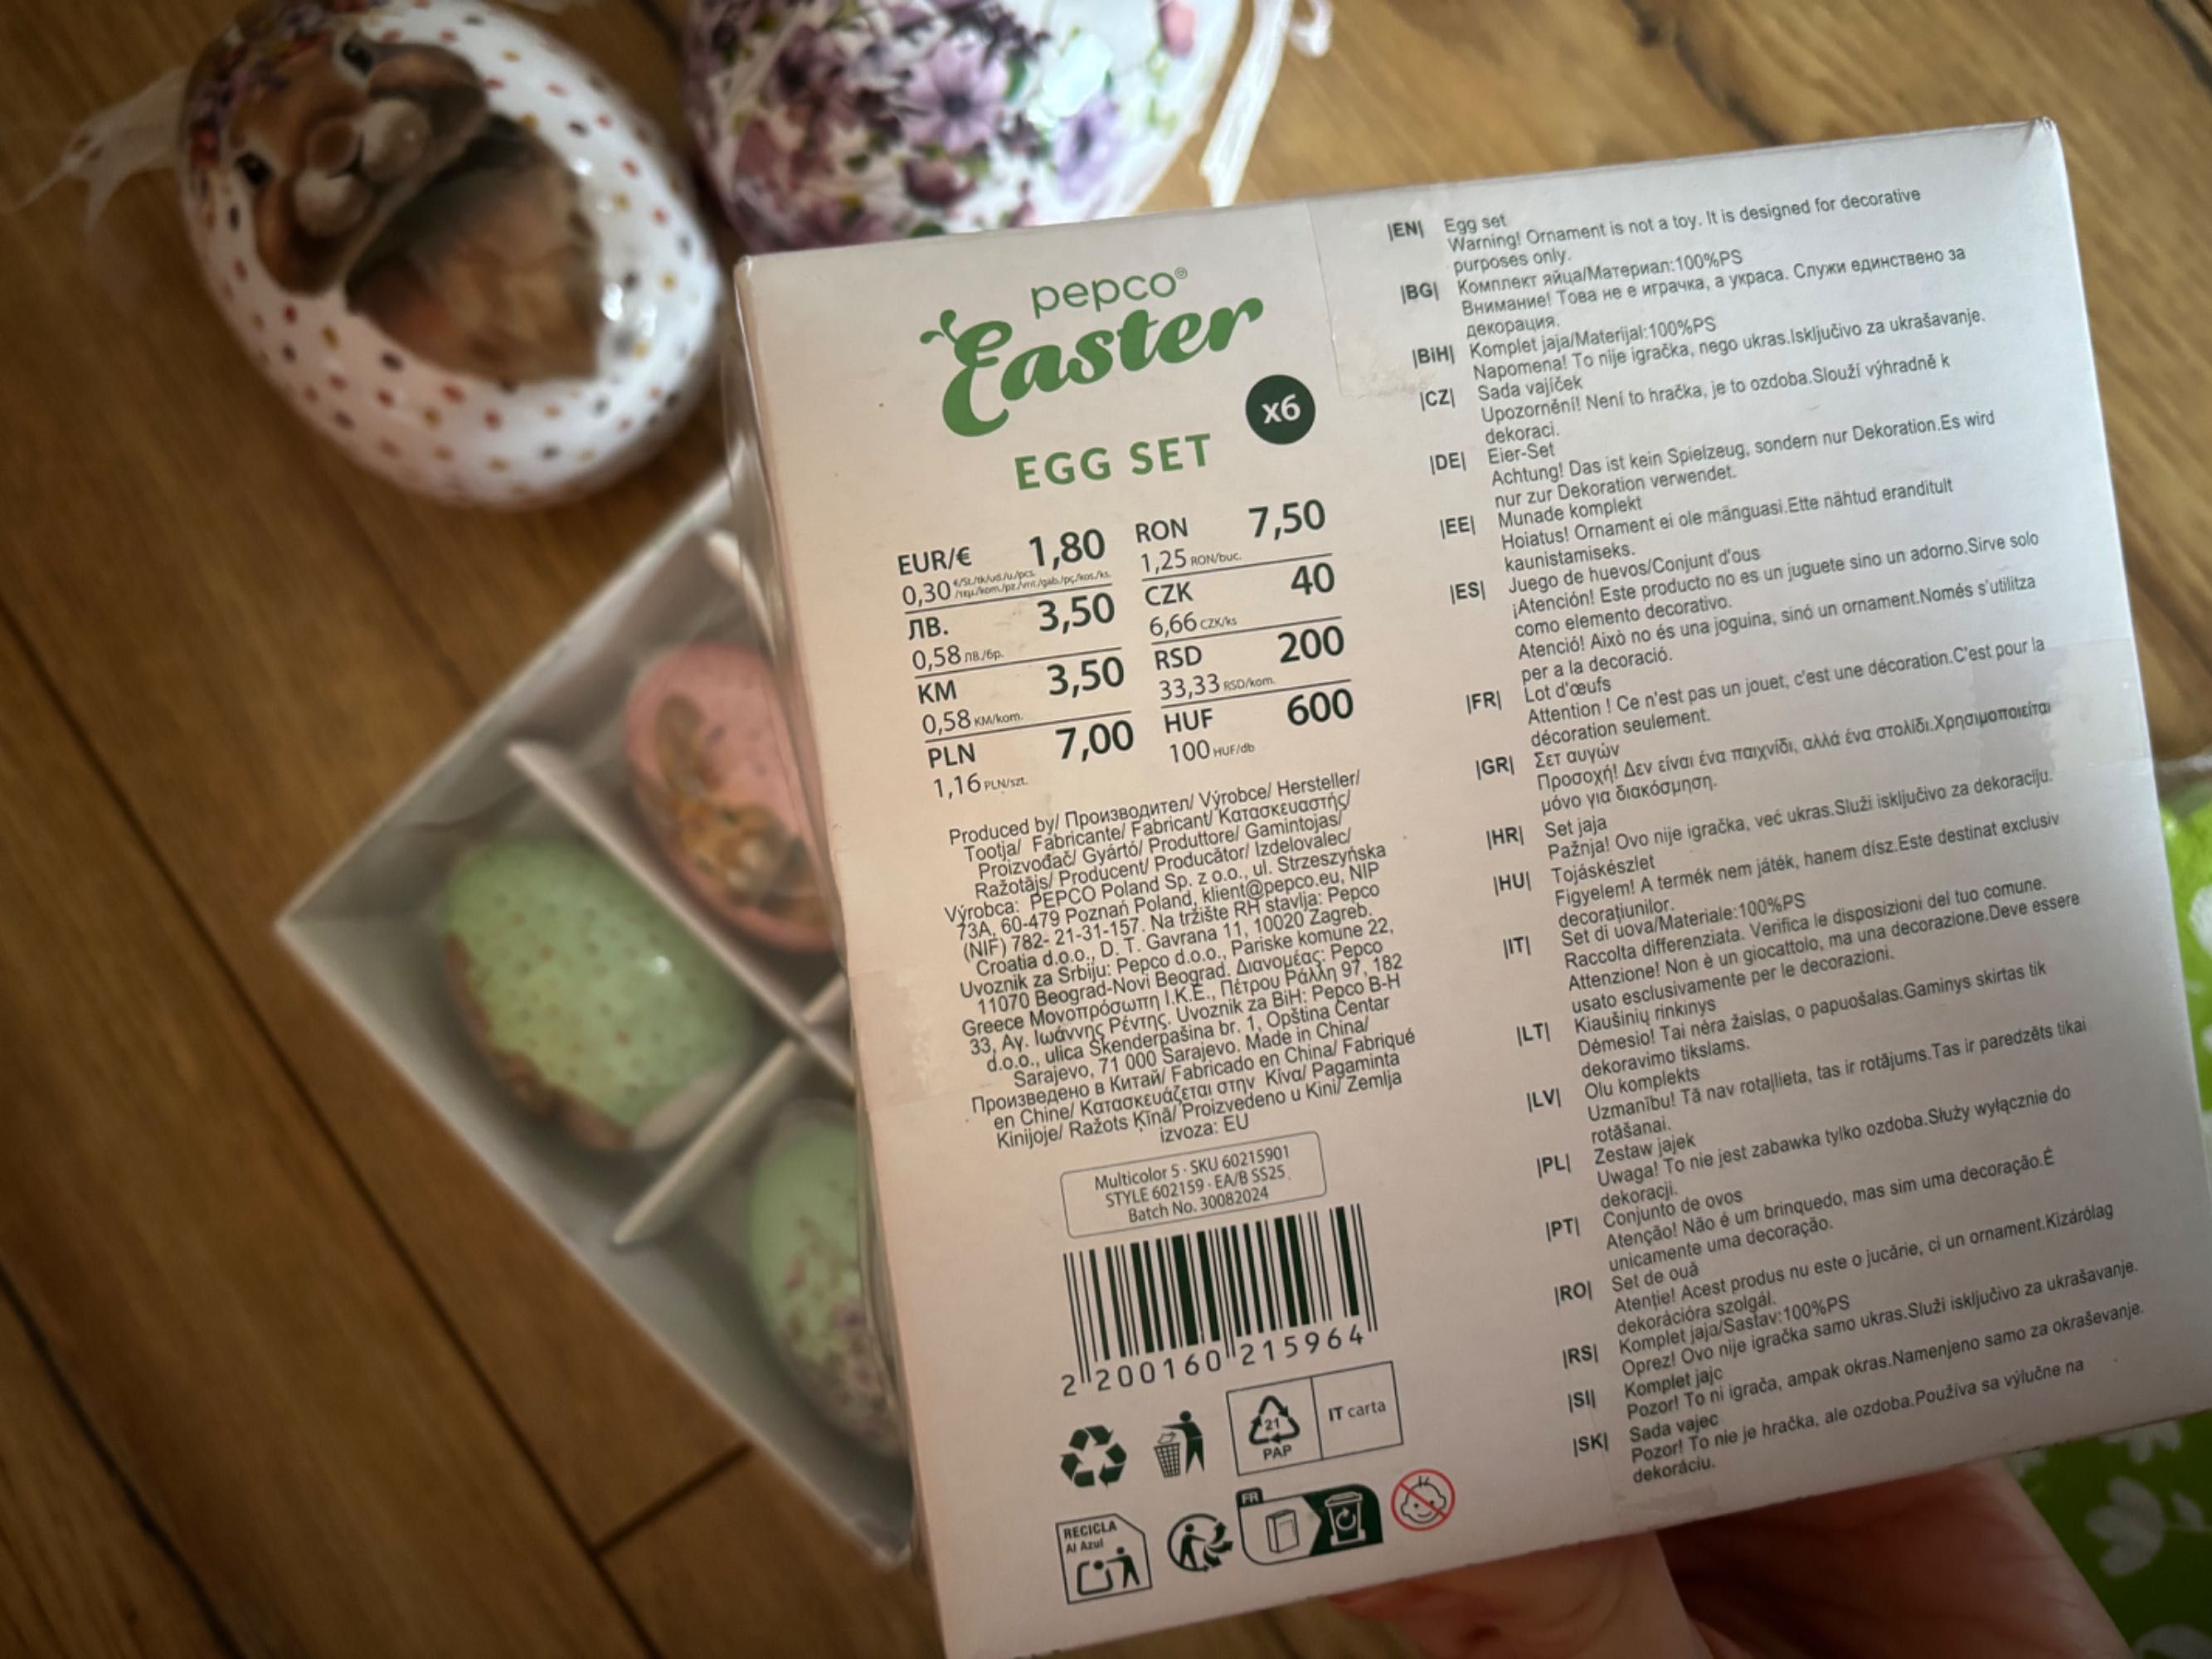 pepco®
Easter
EGG SET
x6
EUR/€ 1,80
0,30
ЛВ. 3,50
0,58 ЛВ./бр.
KM 3,50
0,58 KM/kom.
PLN 7,00
1,16 PLN/szt.
RON 7,50
1,25 RON/buc.
CZK 40
6,66 CZK/ks
RSD 200
33,33 RSD/kom.
HUF 600
100 HUF/db
Produced by/ Производител/ Výrobce/ Hersteller/
Tootja/ Fabricante/ Fabricant/ Κατασκευαστής/
Proizvođač/ Gyártó/ Produttore/ Gamintojas/
Ražotājs/ Producent/ Producător/ Izdelovalec/
Výrobca: PEPCO Poland Sp. z o.o., ul. Strzeszyńska
73A, 60-479 Poznań Poland, klient@pepco.eu, NIP
(NIF) 782- 21-31-157. Na tržište RH stavlja: Pepco
Croatia d.o.o., D. T. Gavrana 11, 10020 Zagreb.
Uvoznik za Srbiju: Pepco d.o.o., Pariske komune 22,
11070 Beograd-Novi Beograd. Διανομέας: Pepco
Greece Μονοπρόσωπη Ι.Κ.Ε., Πέτρου Ράλλη 97, 182
33, Αγ. Ιωάννης Ρέντης. Uvoznik za BiH: Pepco B-H
d.o.o., ulica Skenderpašina br. 1, Opština Centar
Sarajevo, 71 000 Sarajevo. Made in China/
Произведено в Китай/ Fabricado en China/ Fabriqué
en Chine/ Κατασκευάζεται στην Κίνα/ Pagaminta
Kinijoje/ Ražots Ķīnā/ Proizvedeno u Kini/ Zemlja
izvoza: EU
Multicolor 5 · SKU 60215901
STYLE 602159 · EA/B SS25
Batch No. 30082024
2 200160 215964
21
PAP
IT carta
RECICLA
Al Azul
FR
|EN| Egg set
Warning! Ornament is not a toy. It is designed for decorative
purposes only.
|BG| Комплект яйца/Материал:100%PS
Внимание! Това не е играчка, а украса. Служи единствено за
декорация.
|BiH| Komplet jaja/Materijal:100%PS
Napomena! To nije igračka, nego ukras.Isključivo za ukrašavanje.
|CZ| Sada vajíček
Upozornění! Není to hračka, je to ozdoba.Slouží výhradně k
dekoraci.
|DE| Eier-Set
Achtung! Das ist kein Spielzeug, sondern nur Dekoration.Es wird
nur zur Dekoration verwendet.
|EE| Munade komplekt
Hoiatus! Ornament ei ole mänguasi.Ette nähtud eranditult
kaunistamiseks.
|ES| Juego de huevos/Conjunt d'ous
¡Atención! Este producto no es un juguete sino un adorno.Sirve solo
como elemento decorativo.
Atenció! Això no és una joguina, sinó un ornament.Només s'utilitza
per a la decoració.
|FR| Lot d'œufs
Attention ! Ce n'est pas un jouet, c'est une décoration.C'est pour la
décoration seulement.
|GR| Σετ αυγών
Προσοχή! Δεν είναι ένα παιχνίδι, αλλά ένα στολίδι.Χρησιμοποιείται
μόνο για διακόσμηση.
|HR| Set jaja
Pažnja! Ovo nije igračka, već ukras.Služi isključivo za dekoraciju.
|HU| Tojáskészlet
Figyelem! A termék nem játék, hanem dísz.Este destinat exclusiv
decorațiunilor.
|IT| Set di uova/Materiale:100%PS
Raccolta differenziata. Verifica le disposizioni del tuo comune.
Attenzione! Non è un giocattolo, ma una decorazione.Deve essere
usato esclusivamente per le decorazioni.
|LT| Kiaušinių rinkinys
Dėmesio! Tai nėra žaislas, o papuošalas.Gaminys skirtas tik
dekoravimo tikslams.
|LV| Olu komplekts
Uzmanību! Tā nav rotaļlieta, tas ir rotājums.Tas ir paredzēts tikai
rotāšanai.
|PL| Zestaw jajek
Uwaga! To nie jest zabawka tylko ozdoba.Służy wyłącznie do
dekoracji.
|PT| Conjunto de ovos
Atenção! Não é um brinquedo, mas sim uma decoração.É
unicamente uma decoração.
|RO| Set de ouă
Atenție! Acest produs nu este o jucărie, ci un ornament.Kizárólag
dekorációra szolgál.
|RS| Komplet jaja/Sastav:100%PS
Oprez! Ovo nije igračka samo ukras.Služi isključivo za ukrašavanje.
|SI| Komplet jajc
Pozor! To ni igrača, ampak okras.Namenjeno samo za okraševanje.
|SK| Sada vajec
Pozor! To nie je hračka, ale ozdoba.Používa sa výlučne na
dekoráciu.